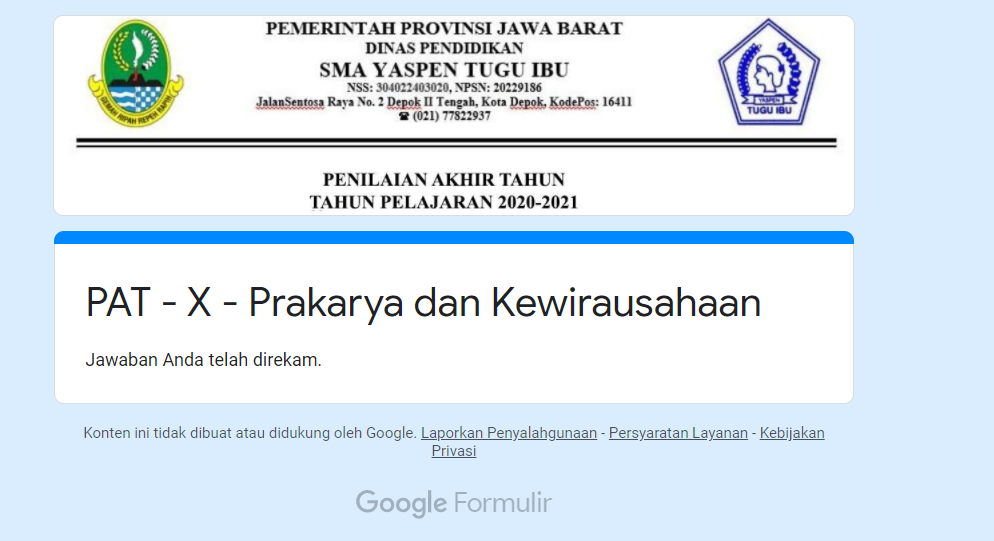 PEMERINTAH PROVINSI JAWA BARAT
DINAS PENDIDIKAN
SMA YASPEN TUGU IBU
NSS: 304022403020, NPSN: 20229186
JalanSentosa Raya No. 2 Depok II Tengah, Kota Depok, KodePos: 16411
☎ (021) 77822937
GEMAH RIPAH REPEH RAPIH
YASPEN
TUGU IBU
PENILAIAN AKHIR TAHUN
TAHUN PELAJARAN 2020-2021
PAT - X - Prakarya dan Kewirausahaan
Jawaban Anda telah direkam.
Konten ini tidak dibuat atau didukung oleh Google. Laporkan Penyalahgunaan - Persyaratan Layanan - Kebijakan
Privasi
Google Formulir